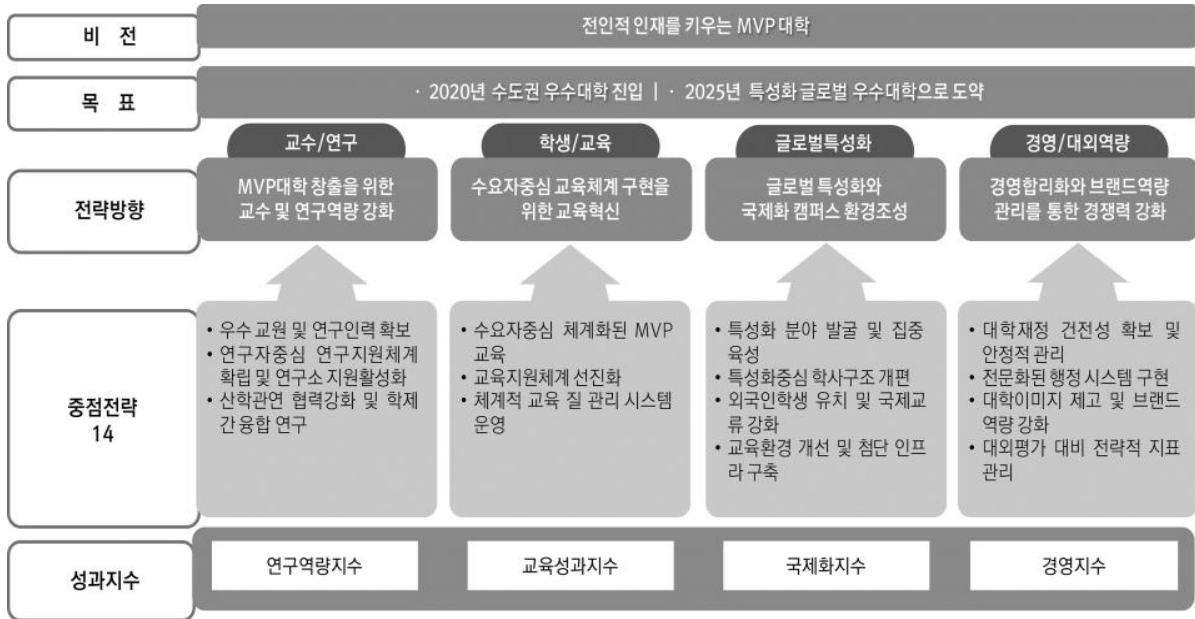 비 전
전인적 인재를 키우는 MVP 대학
목 표
· 2020년 수도권 우수대학 진입 | · 2025년 특성화 글로벌 우수대학으로 도약
전략방향
교수/연구
MVP대학 창출을 위한
교수 및 연구역량 강화
학생/교육
수요자중심 교육체계 구현을
위한 교육혁신
글로벌특성화
글로벌 특성화와
국제화 캠퍼스 환경조성
경영/대외역량
경영합리화와 브랜드역량
관리를 통한 경쟁력 강화
중점전략
14
• 우수 교원 및 연구인력 확보
• 연구자중심 연구지원체계
확립 및 연구소 지원활성화
• 산학관연 협력강화 및 학제
간 융합 연구
• 수요자중심 체계화된 MVP
교육
• 교육지원체계 선진화
• 체계적 교육 질 관리 시스템
운영
• 특성화 분야 발굴 및 집중
육성
• 특성화중심 학사구조 개편
• 외국인학생 유치 및 국제교
류 강화
• 교육환경 개선 및 첨단 인프
라 구축
• 대학재정 건전성 확보 및
안정적 관리
• 전문화된 행정 시스템 구현
• 대학이미지 제고 및 브랜드
역량 강화
• 대외평가 대비 전략적 지표
관리
성과지수
연구역량지수
교육성과지수
국제화지수
경영지수